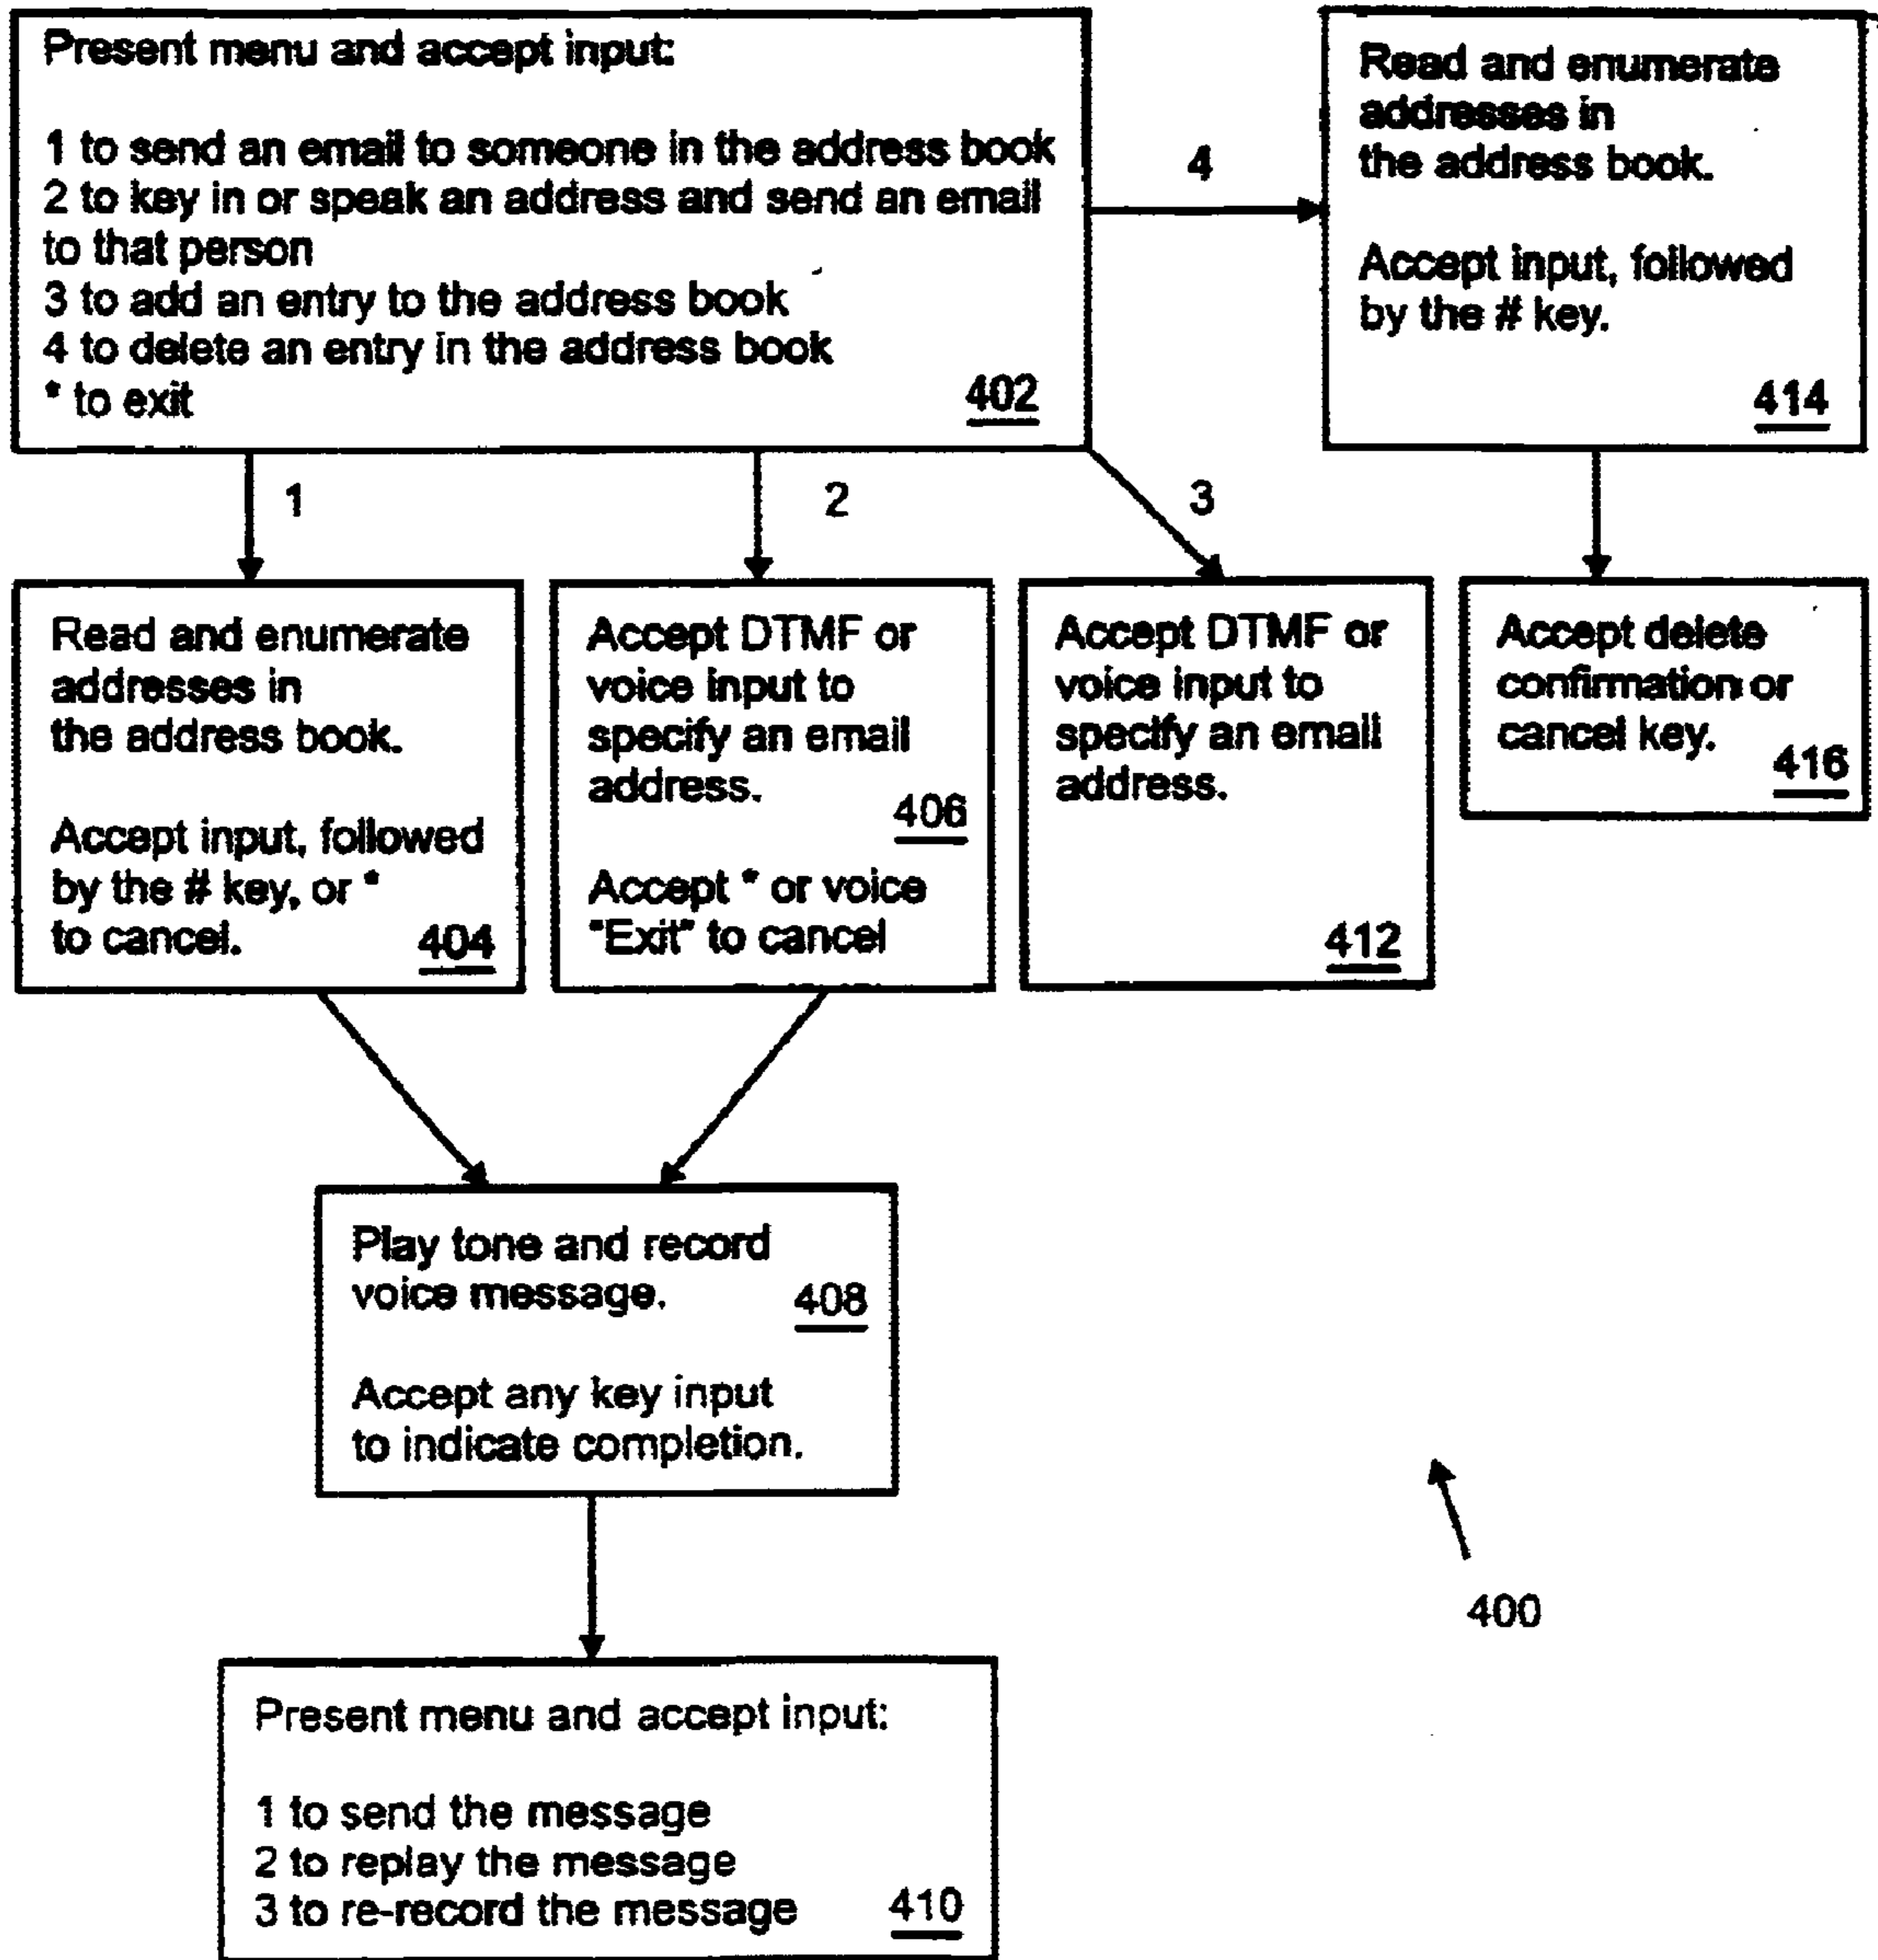 Present menu and accept input:
1 to send an email to someone in the address book
2 to key in or speak an address and send an email
to that person
3 to add an entry to the address book
4 to delete an entry in the address book
* to exit
402
4
Read and enumerate
addresses in
the address book.
Accept input, followed
by the # key.
414
1
2
3
Read and enumerate
addresses in
the address book.
Accept input, followed
by the # key, or *
to cancel.
404
Accept DTMF or
voice input to
specify an email
address.
406
Accept * or voice
"Exit" to cancel
Accept DTMF or
voice input to
specify an email
address.
412
Accept delete
confirmation or
cancel key.
416
Play tone and record
voice message.
408
Accept any key input
to indicate completion.
400
Present menu and accept input:
1 to send the message
2 to replay the message
3 to re-record the message
410